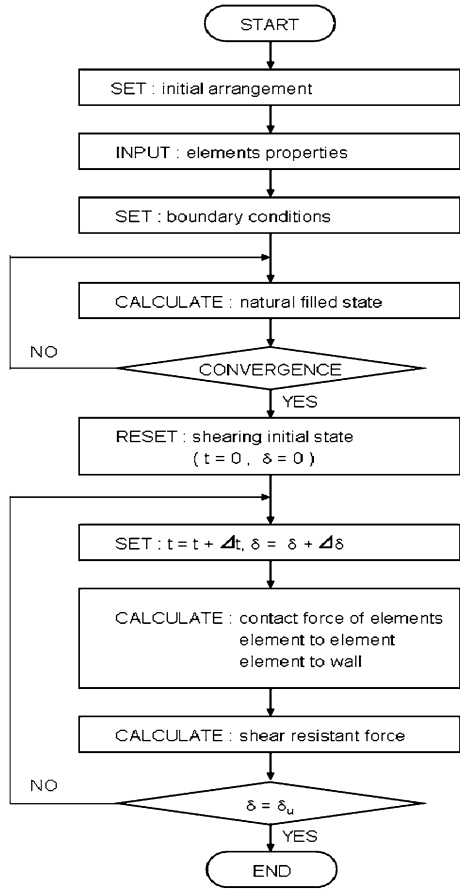 START
SET : initial arrangement
INPUT : elements properties
SET : boundary conditions
CALCULATE : natural filled state
NO
CONVERGENCE
YES
RESET : shearing initial state
( t = 0 , δ = 0 )
SET : t = t + Δt, δ = δ + Δδ
CALCULATE : contact force of elements
element to element
element to wall
CALCULATE : shear resistant force
NO
δ = δu
YES
END